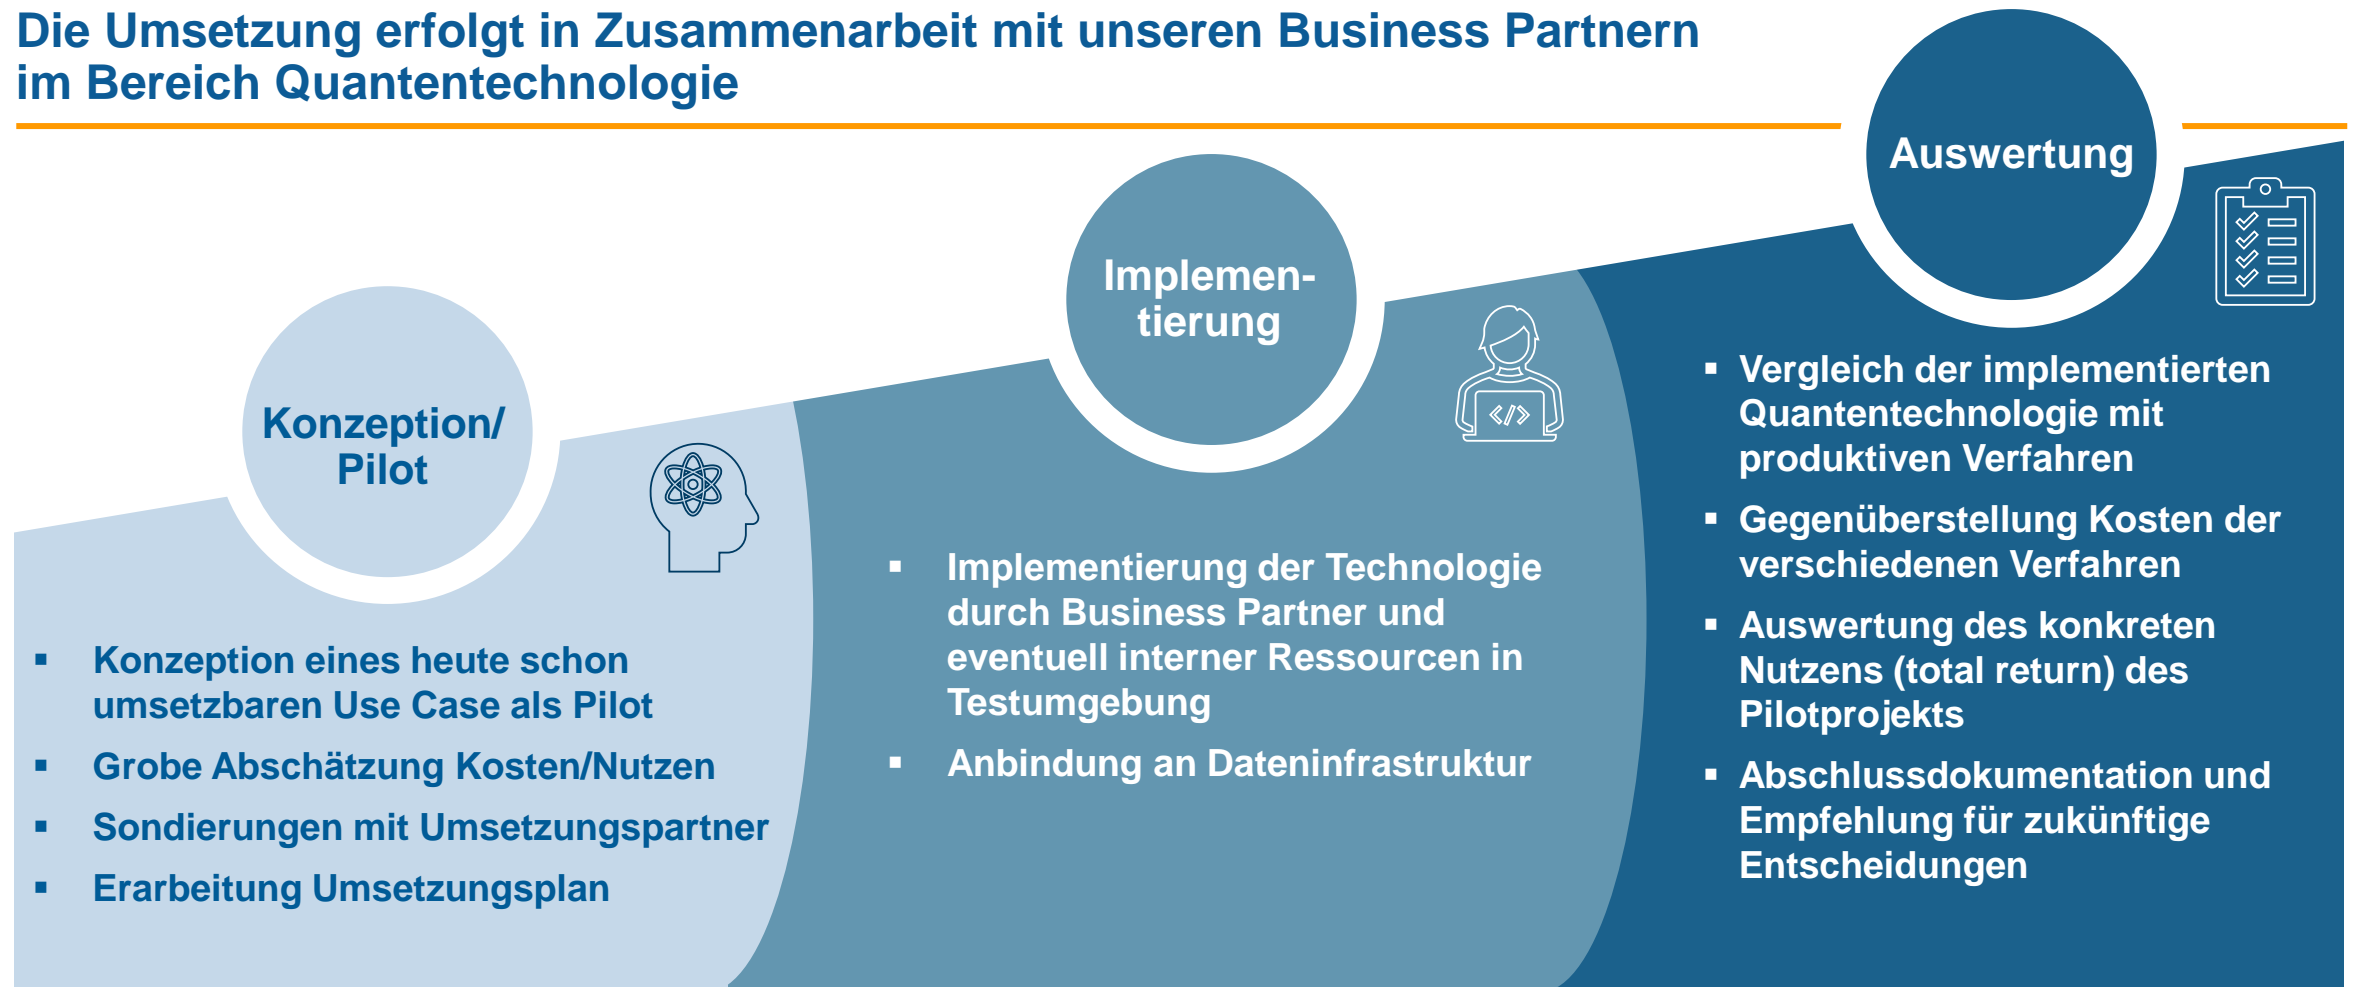 Die Umsetzung erfolgt in Zusammenarbeit mit unseren Business Partnern
im Bereich Quantentechnologie
Konzeption/
Pilot
▪ Konzeption eines heute schon
umsetzbaren Use Case als Pilot
▪ Grobe Abschätzung Kosten/Nutzen
▪ Sondierungen mit Umsetzungspartner
▪ Erarbeitung Umsetzungsplan
Implemen-
tierung
</>
▪ Implementierung der Technologie
durch Business Partner und
eventuell interner Ressourcen in
Testumgebung
▪ Anbindung an Dateninfrastruktur
Auswertung
▪ Vergleich der implementierten
Quantentechnologie mit
produktiven Verfahren
▪ Gegenüberstellung Kosten der
verschiedenen Verfahren
▪ Auswertung des konkreten
Nutzens (total return) des
Pilotprojekts
▪ Abschlussdokumentation und
Empfehlung für zukünftige
Entscheidungen